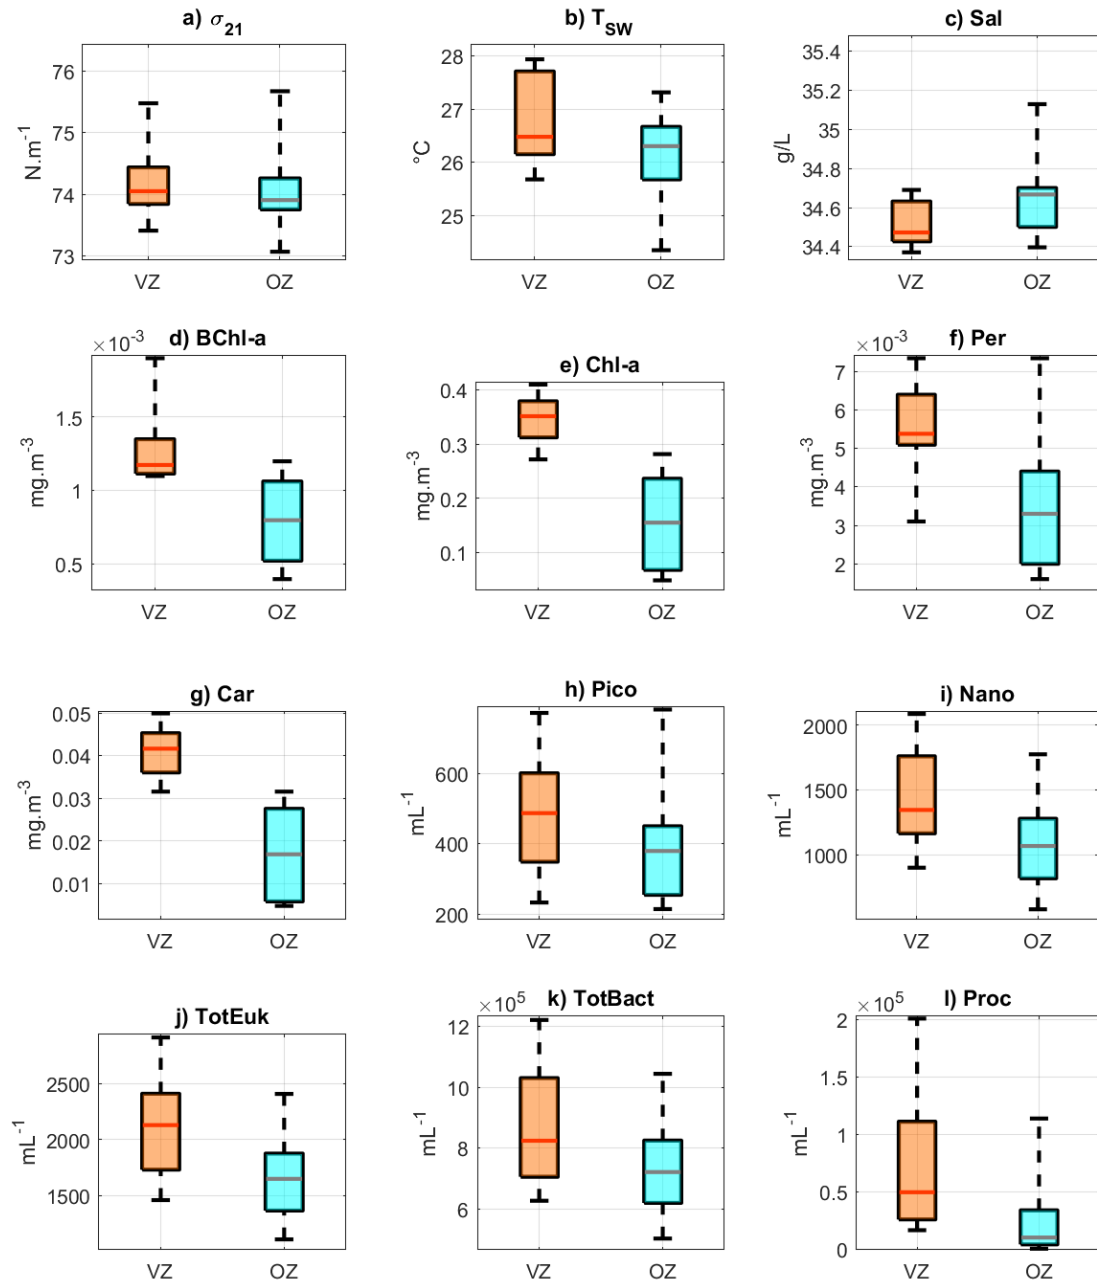 a) σ21
76
75
74
73
N.m-1
VZ OZ
b) TSW
28
27
26
25
°C
VZ OZ
c) Sal
35.4
35.2
35
34.8
34.6
34.4
g/L
VZ OZ
d) BChl-a
×10-3
1.5
1
0.5
mg.m-3
VZ OZ
e) Chl-a
0.4
0.3
0.2
0.1
mg.m-3
VZ OZ
f) Per
×10-3
7
6
5
4
3
2
mg.m-3
VZ OZ
g) Car
0.05
0.04
0.03
0.02
0.01
mg.m-3
VZ OZ
h) Pico
600
400
200
mL-1
VZ OZ
i) Nano
2000
1500
1000
mL-1
VZ OZ
j) TotEuk
2500
2000
1500
mL-1
VZ OZ
k) TotBact
×105
12
10
8
6
mL-1
VZ OZ
l) Proc
×105
2
1.5
1
0.5
0
mL-1
VZ OZ